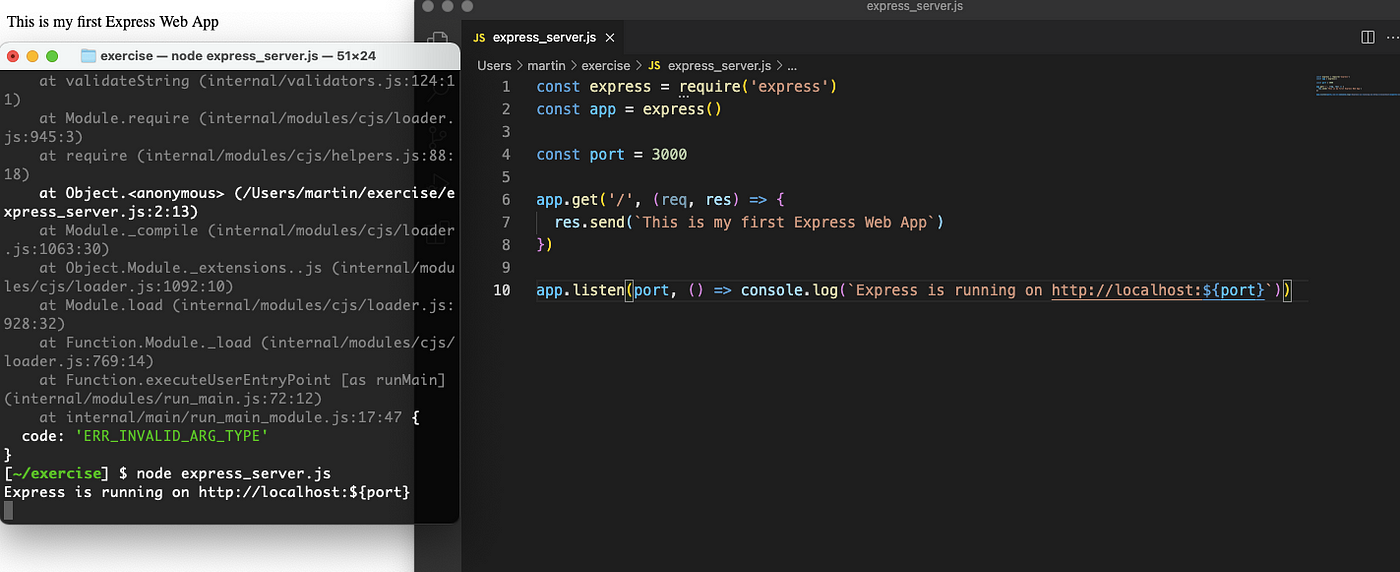 This is my first Express Web App
exercise — node express_server.js — 51×24
at validateString (internal/validators.js:124:1
1)
at Module.require (internal/modules/cjs/loader.
js:945:3)
at require (internal/modules/cjs/helpers.js:88:
18)
at Object.<anonymous> (/Users/martin/exercise/e
xpress_server.js:2:13)
at Module._compile (internal/modules/cjs/loader
.js:1063:30)
at Object.Module._extensions..js (internal/modu
les/cjs/loader.js:1092:10)
at Module.load (internal/modules/cjs/loader.js:
928:32)
at Function.Module._load (internal/modules/cjs/
loader.js:769:14)
at Function.executeUserEntryPoint [as runMain]
(internal/modules/run_main.js:72:12)
at internal/main/run_main_module.js:17:47 {
code: 'ERR_INVALID_ARG_TYPE'
}
[~/exercise] $ node express_server.js
Express is running on http://localhost:${port}
express_server.js
JS express_server.js
Users > martin > exercise > JS express_server.js > ...
1 const express = require('express')
2 const app = express()
3
4 const port = 3000
5
6 app.get('/', (req, res) => {
7 res.send(`This is my first Express Web App`)
8 })
9
10 app.listen(port, () => console.log(`Express is running on http://localhost:${port}`))